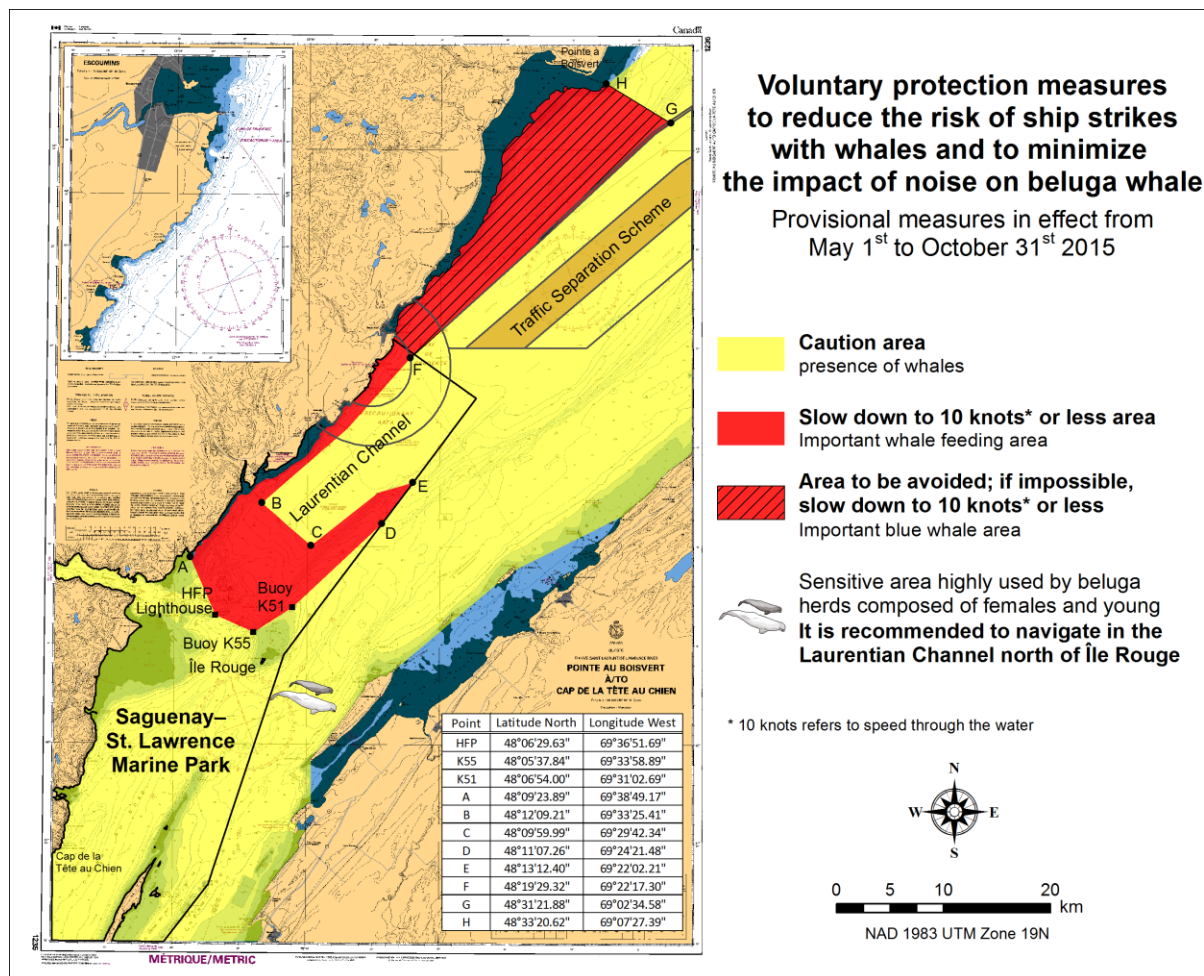 Canada
1236
ESCOUMINS
Pointe à
Boisvert
H
G
Traffic Separation Scheme
F
Laurentian Channel
B
E
C
D
A
HFP
Lighthouse
Buoy
K51
Buoy K55
Île Rouge
POINTE AU BOISVERT
À/TO
CAP DE LA TÊTE AU CHIEN
Saguenay–
St. Lawrence
Marine Park
Cap de la
Tête au Chien
Point Latitude North Longitude West
HFP 48°06'29.63" 69°36'51.69"
K55 48°05'37.84" 69°33'58.89"
K51 48°06'54.00" 69°31'02.69"
A 48°09'23.89" 69°38'49.17"
B 48°12'09.21" 69°33'25.41"
C 48°09'59.99" 69°29'42.34"
D 48°11'07.26" 69°24'21.48"
E 48°13'12.40" 69°22'02.21"
F 48°19'29.32" 69°22'17.30"
G 48°31'21.88" 69°02'34.58"
H 48°33'20.62" 69°07'27.39"
1236
MÉTRIQUE/METRIC
Voluntary protection measures
to reduce the risk of ship strikes
with whales and to minimize
the impact of noise on beluga whale
Provisional measures in effect from
May 1st to October 31st 2015
Caution area
presence of whales
Slow down to 10 knots* or less area
Important whale feeding area
Area to be avoided; if impossible,
slow down to 10 knots* or less
Important blue whale area
Sensitive area highly used by beluga
herds composed of females and young
It is recommended to navigate in the
Laurentian Channel north of Île Rouge
* 10 knots refers to speed through the water
N
W E
S
0 5 10 20
km
NAD 1983 UTM Zone 19N